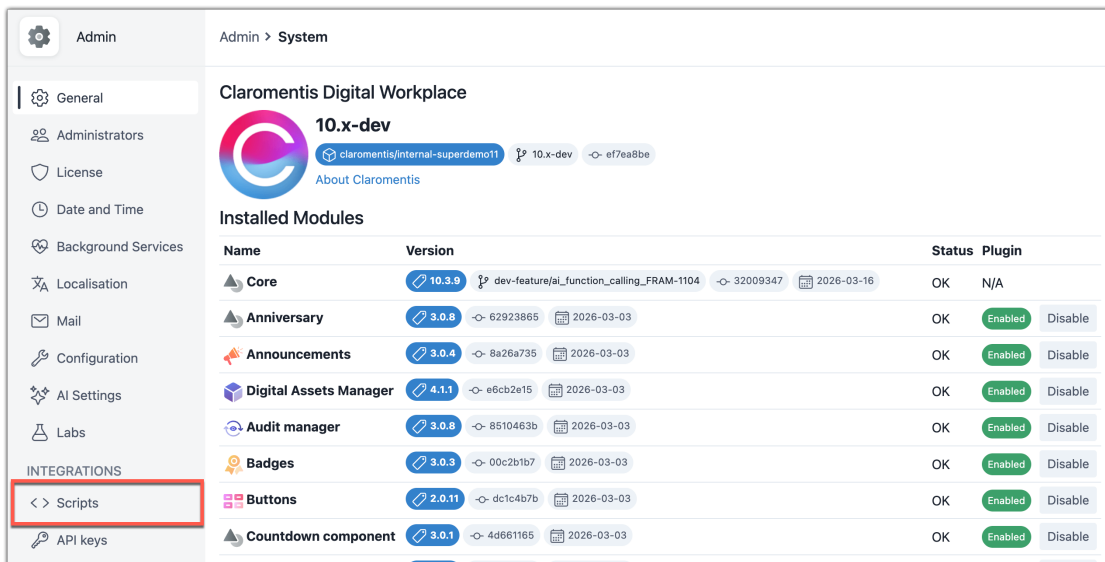 Admin
Admin > System
General
Administrators
License
Date and Time
Background Services
Localisation
Mail
Configuration
AI Settings
Labs
INTEGRATIONS
Scripts
API keys
Claromentis Digital Workplace
10.x-dev
claromentis/internal-superdemo11 10.x-dev ef7ea8be
About Claromentis
Installed Modules
Name Version Status Plugin
Core 10.3.9 dev-feature/ai_function_calling_FRAM-1104 32009347 2026-03-16 OK N/A
Anniversary 3.0.8 62923865 2026-03-03 OK Enabled Disable
Announcements 3.0.4 8a26a735 2026-03-03 OK Enabled Disable
Digital Assets Manager 4.1.1 e6cb2e15 2026-03-03 OK Enabled Disable
Audit manager 3.0.8 8510463b 2026-03-03 OK Enabled Disable
Badges 3.0.3 00c2b1b7 2026-03-03 OK Enabled Disable
Buttons 2.0.11 dc1c4b7b 2026-03-03 OK Enabled Disable
Countdown component 3.0.1 4d661165 2026-03-03 OK Enabled Disable